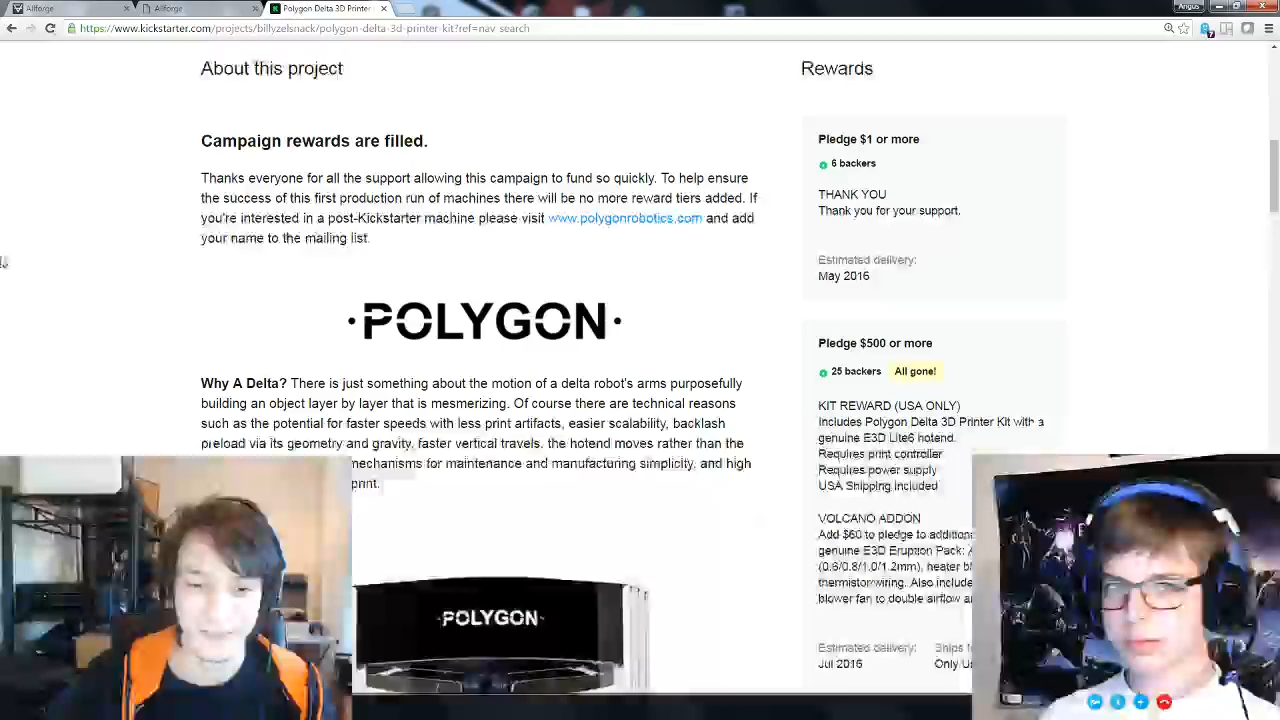 Allforge
Allforge
Polygon Delta 3D Printer
Angus
https://www.kickstarter.com/projects/billyzelsnack/polygon-delta-3d-printer-kit?ref=nav_search
About this project
Campaign rewards are filled.
Thanks everyone for all the support allowing this campaign to fund so quickly. To help ensure
the success of this first production run of machines there will be no more reward tiers added. If
you're interested in a post-Kickstarter machine please visit www.polygonrobotics.com and add
your name to the mailing list.
·POLYGON·
Why A Delta? There is just something about the motion of a delta robot's arms purposefully
building an object layer by layer that is mesmerizing. Of course there are technical reasons
such as the potential for faster speeds with less print artifacts, easier scalability, backlash
preload via its geometry and gravity, faster vertical travels, the hotend moves rather than the
mechanisms for maintenance and manufacturing simplicity, and high
print.
·POLYGON·
Rewards
Pledge $1 or more
6 backers
THANK YOU
Thank you for your support.
Estimated delivery:
May 2016
Pledge $500 or more
25 backers All gone!
KIT REWARD (USA ONLY)
Includes Polygon Delta 3D Printer Kit with a
genuine E3D Lite6 hotend.
Requires print controller
Requires power supply
USA Shipping included
VOLCANO ADDON
Add $60 to pledge to addition
genuine E3D Eruption Pack:
(0.6/0.8/1.0/1.2mm), heater bl
thermistor wiring. Also include
blower fan to double airflow a
Estimated delivery: Ships t
Jul 2016 Only U